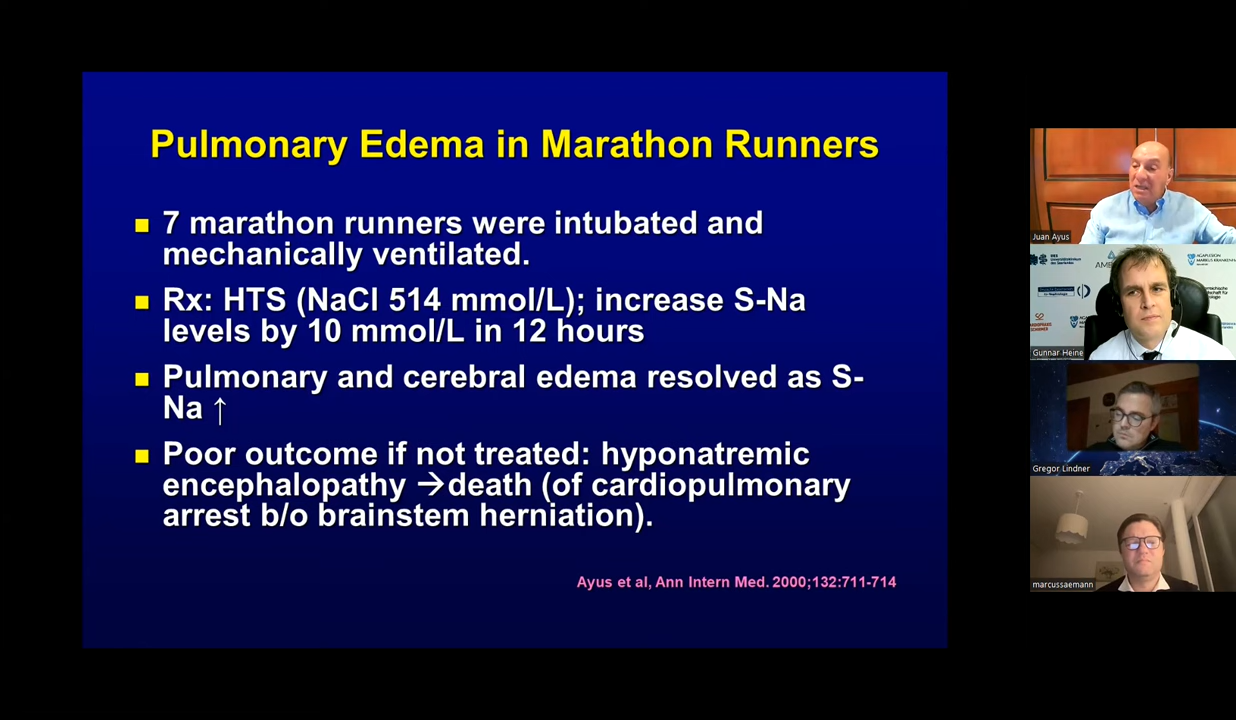 Pulmonary Edema in Marathon Runners
7 marathon runners were intubated and
mechanically ventilated.
Rx: HTS (NaCl 514 mmol/L); increase S-Na
levels by 10 mmol/L in 12 hours
Pulmonary and cerebral edema resolved as S-
Na ↑
Poor outcome if not treated: hyponatremic
encephalopathy →death (of cardiopulmonary
arrest b/o brainstem herniation).
Ayus et al, Ann Intern Med. 2000;132:711-714
Juan Ayus
AGAPLESION
MARKUS KRANKENH
Gunnar Heine
Gregor Lindner
marcussaemann